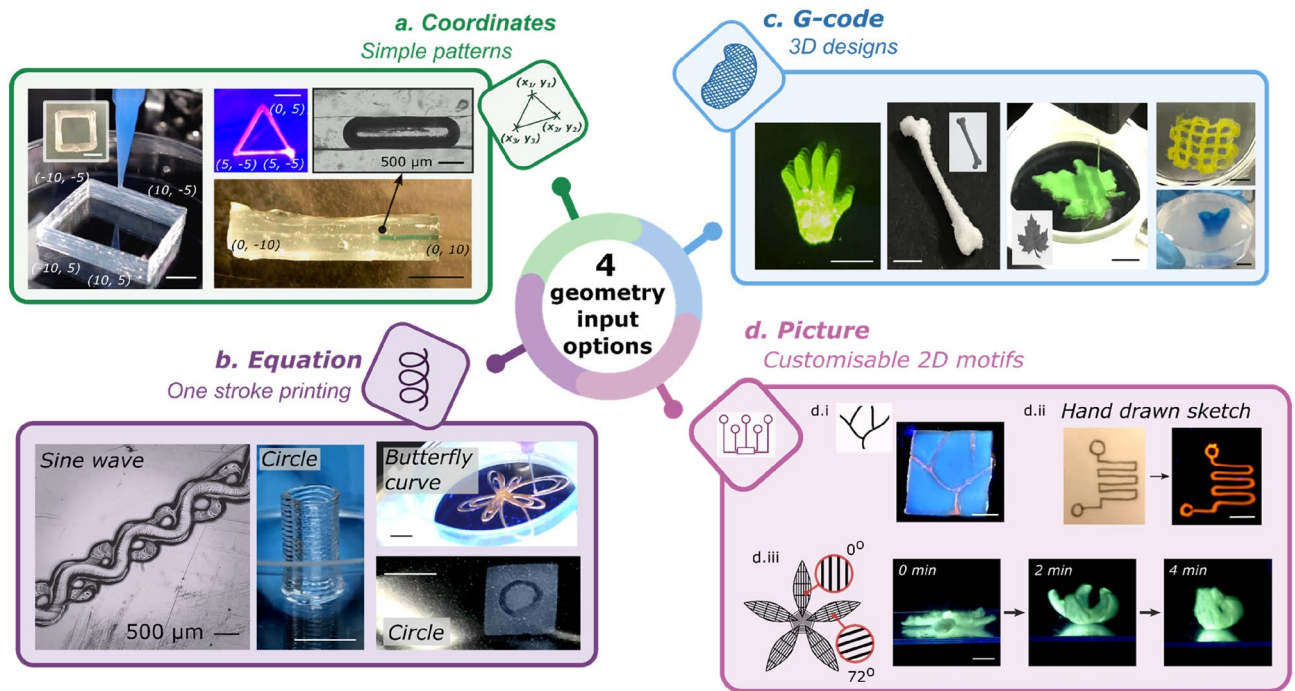 a. Coordinates
Simple patterns
(x₁, y₁)
(x₂, y₂)
(x₃, y₃)
(-10, -5)
(10, -5)
(-10, 5)
(10, 5)
(0, 5)
(5, -5)
(5, -5)
500 µm
(0, -10)
(0, 10)
c. G-code
3D designs
4
geometry
input
options
b. Equation
One stroke printing
Sine wave
500 µm
Circle
Butterfly
curve
Circle
d. Picture
Customisable 2D motifs
d.i
d.ii
Hand drawn sketch
d.iii
0⁰
72⁰
0 min
2 min
4 min